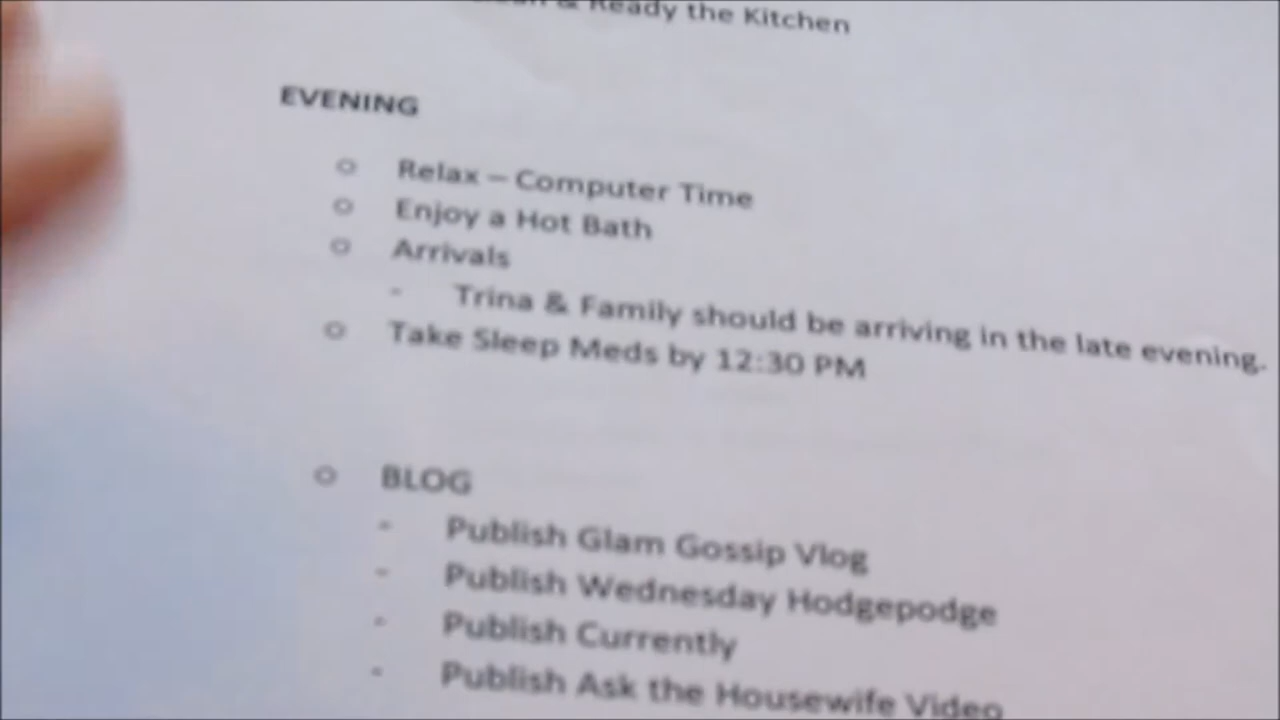 & Ready the Kitchen
EVENING
o Relax – Computer Time
o Enjoy a Hot Bath
o Arrivals
- Trina & Family should be arriving in the late evening.
o Take Sleep Meds by 12:30 PM
o BLOG
- Publish Glam Gossip Vlog
- Publish Wednesday Hodgepodge
- Publish Currently
- Publish Ask the Housewife Video